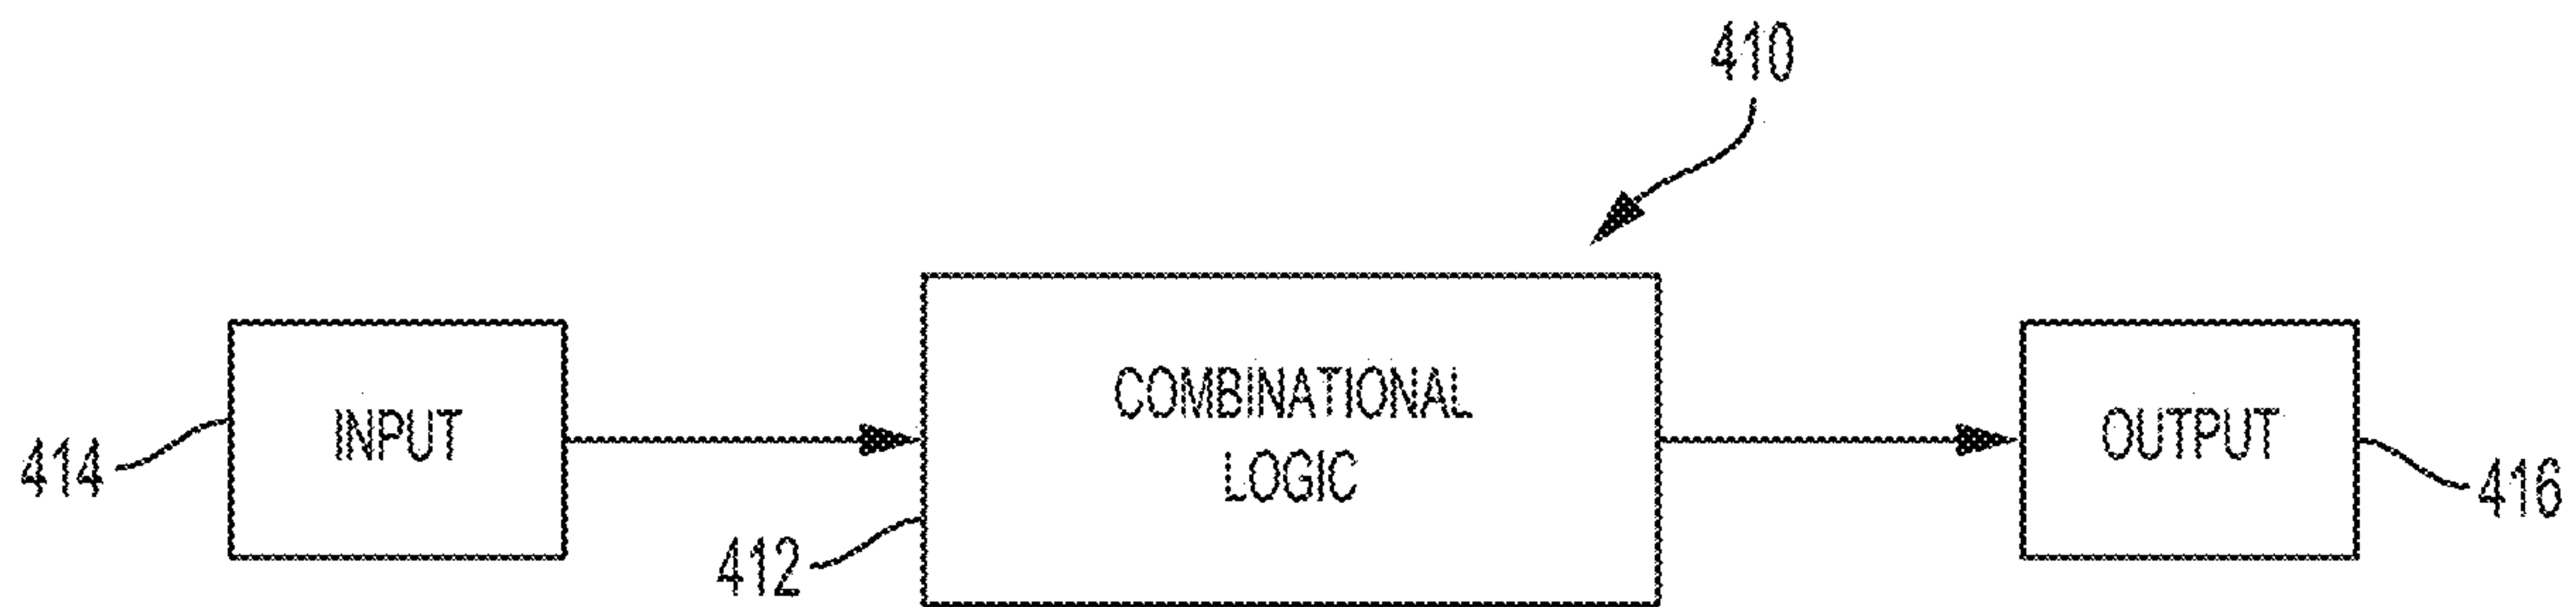 410
INPUT
414
COMBINATIONAL
LOGIC
412
OUTPUT
416